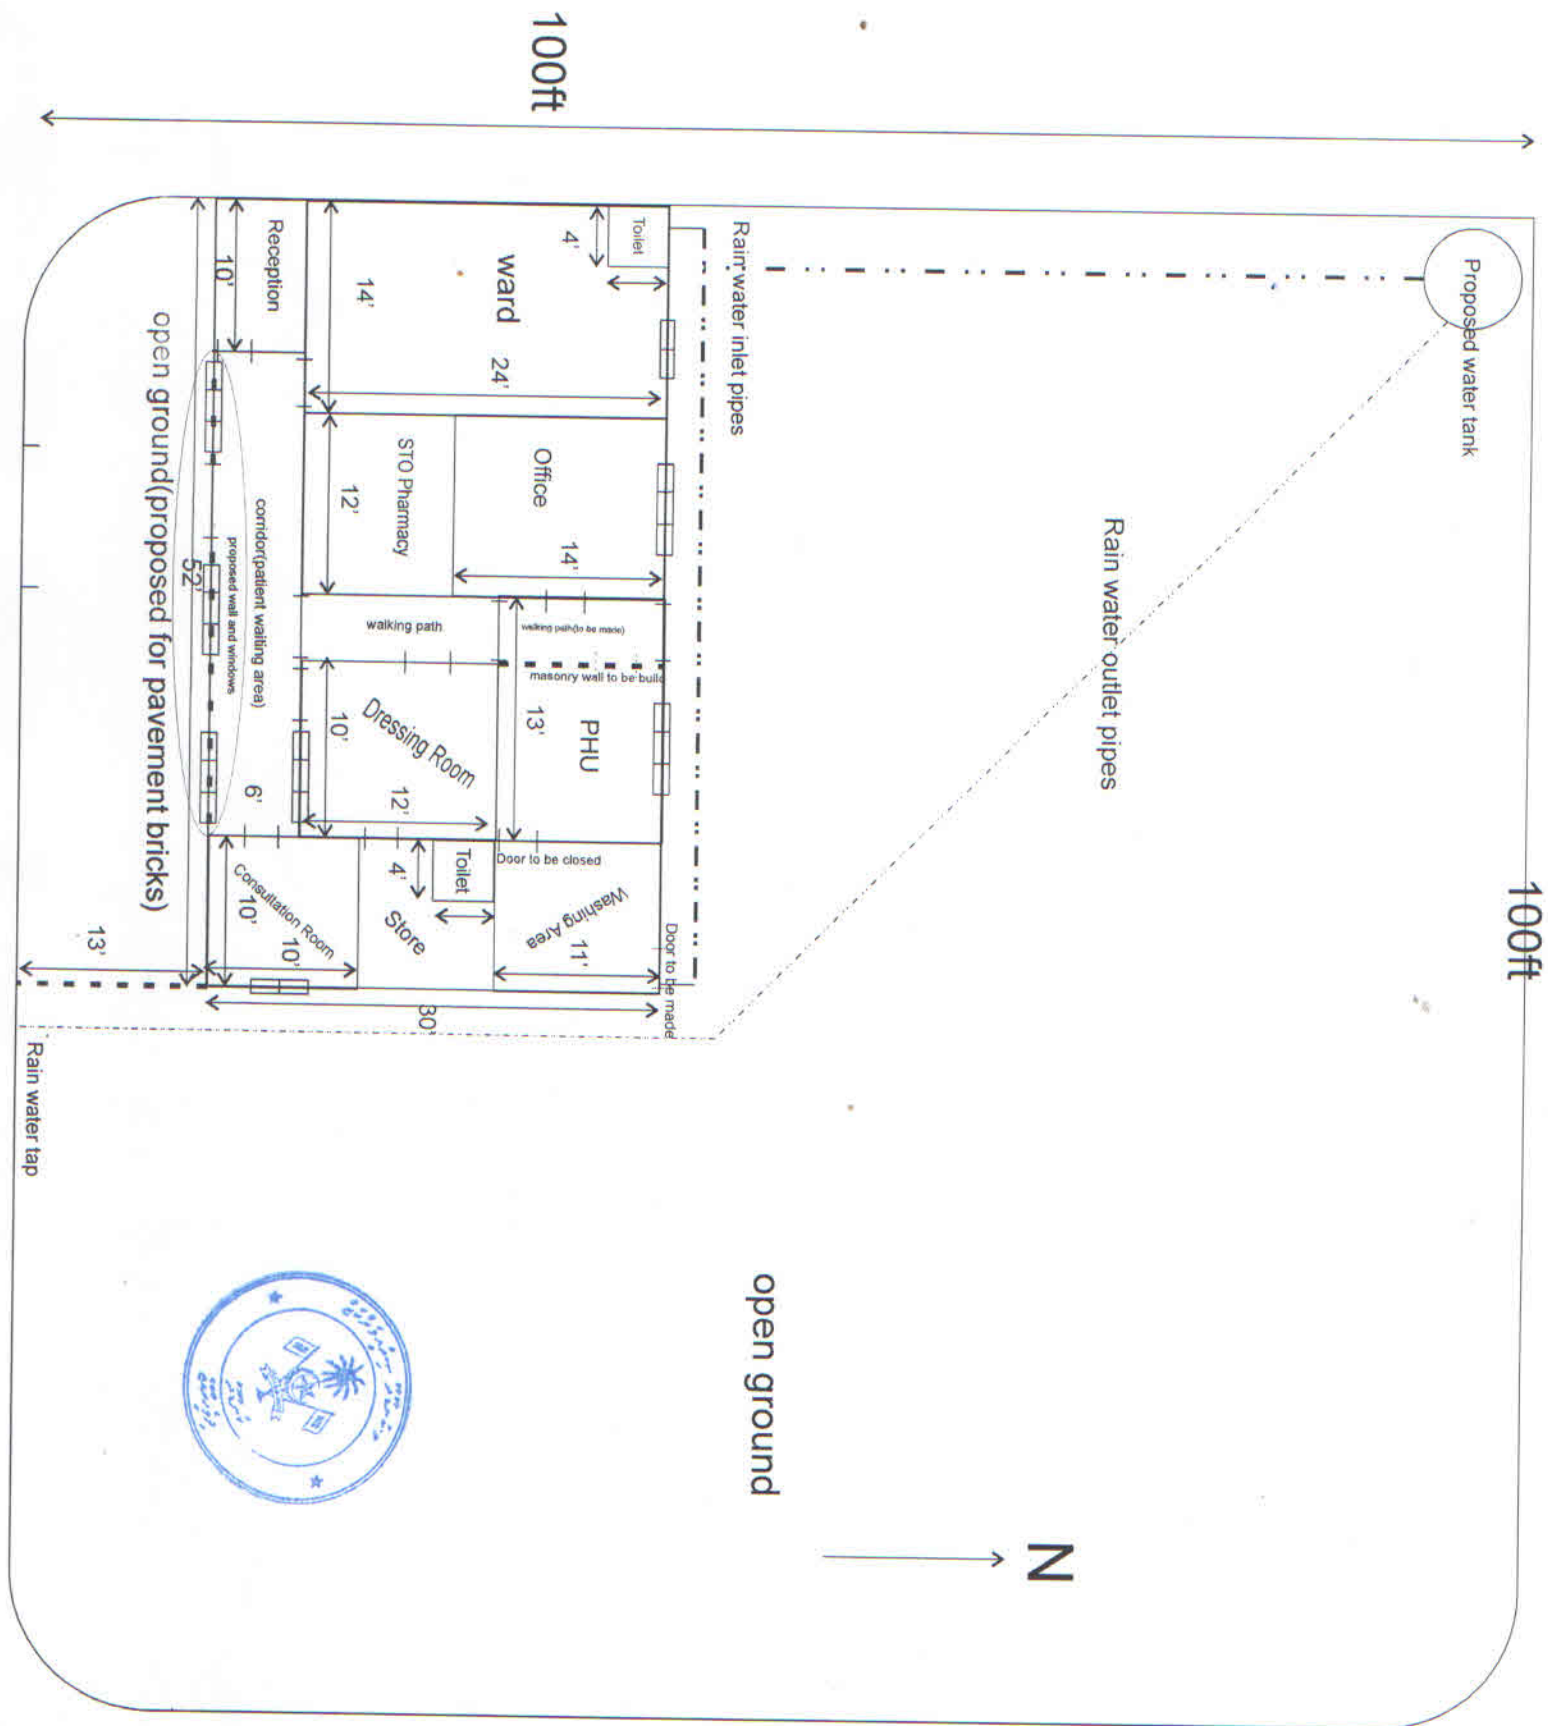 100ft
100ft
Proposed water tank
Rain water inlet pipes
Rain water outlet pipes
Toilet
4'
ward
24'
14'
Reception
10'
Office
14'
STO Pharmacy
12'
walking path
walking path(to be made)
masonry wall to be build
PHU
13'
Dressing Room
10'
12'
corridor(patient waiting area)
proposed wall and windows
52'
6'
open ground(proposed for pavement bricks)
Door to be closed
Toilet
4'
Store
Washing Area
11'
Door to be made
Consultation Room
10'
10'
30'
13'
Rain water tap
open ground
N